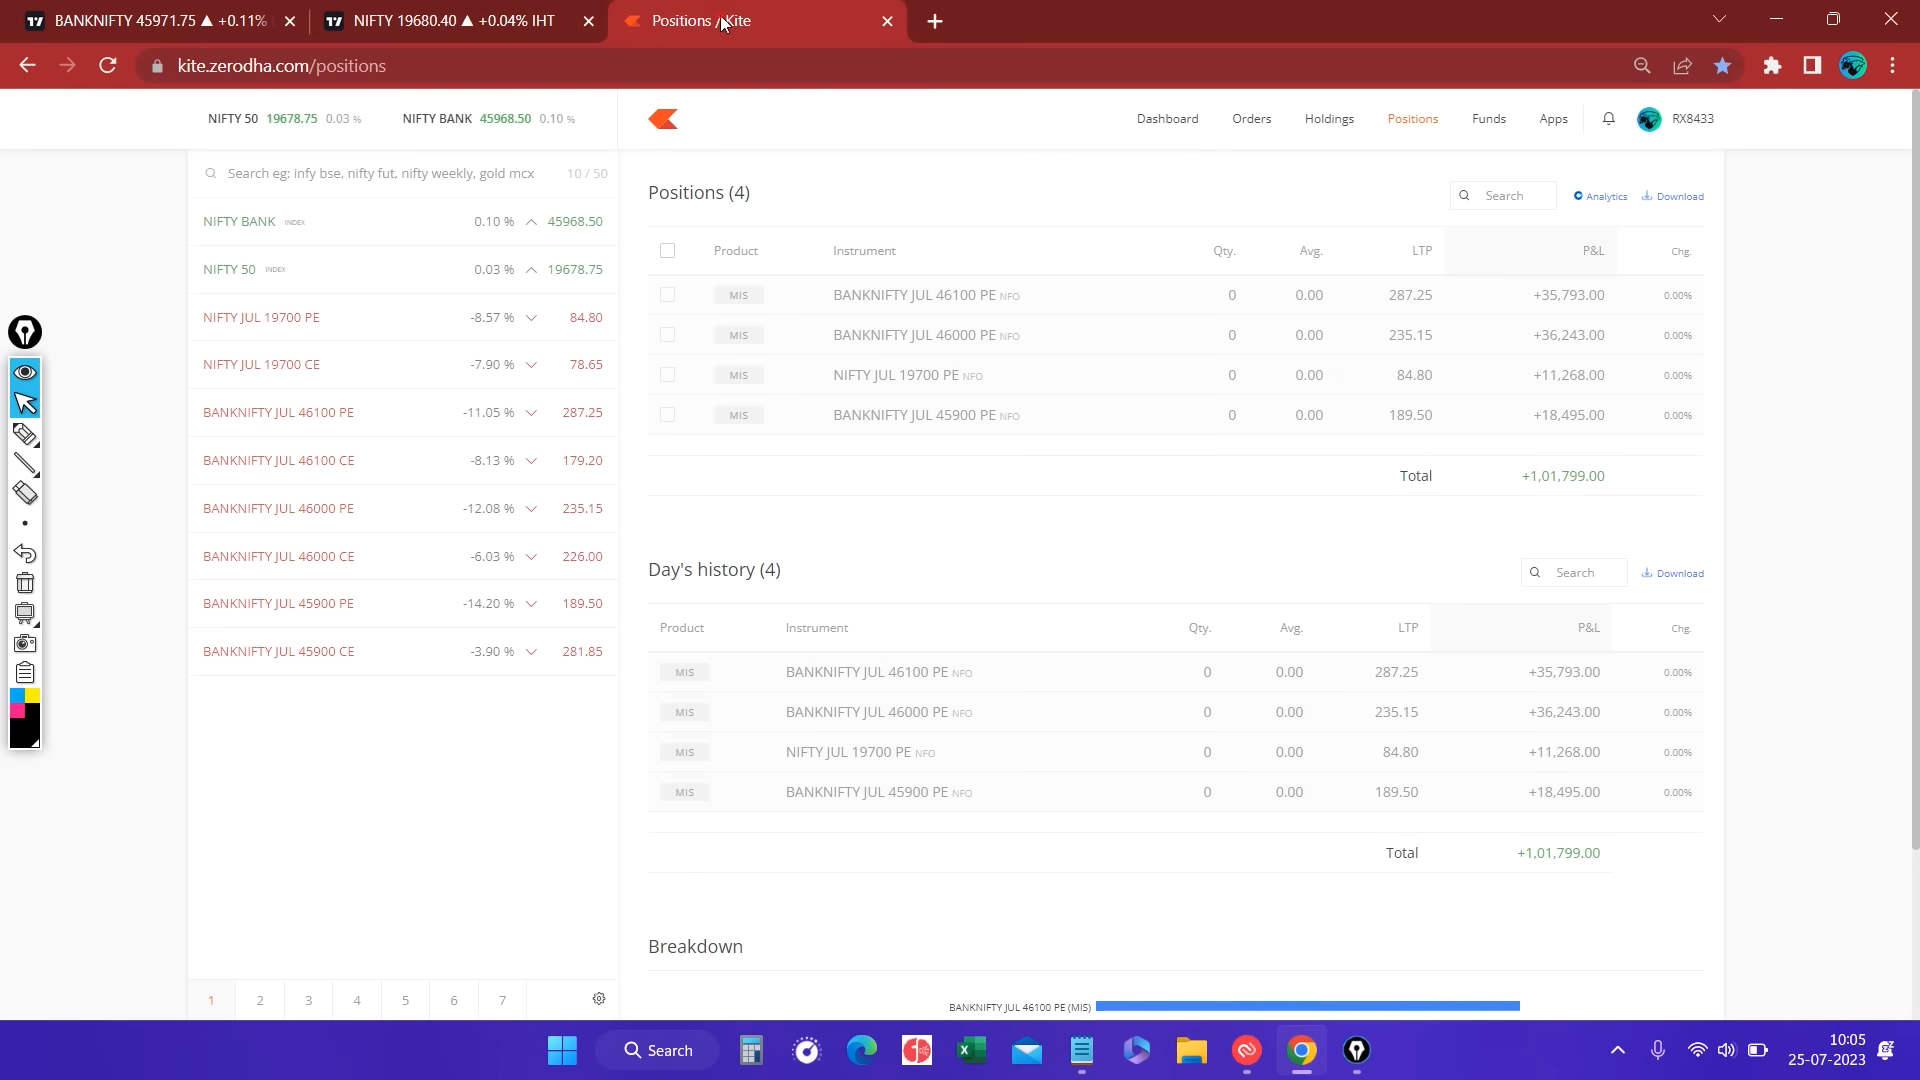 BANKNIFTY 45971.75 ▲ +0.11%
NIFTY 19680.40 ▲ +0.04% IHT
Positions / Kite
kite.zerodha.com/positions
NIFTY 50 19678.75 0.03 % NIFTY BANK 45968.50 0.10 %
Dashboard Orders Holdings Positions Funds Apps RX8433
Search eg: infy bse, nifty fut, nifty weekly, gold mcx 10 / 50
NIFTY BANK INDEX 0.10 % 45968.50
NIFTY 50 INDEX 0.03 % 19678.75
NIFTY JUL 19700 PE -8.57 % 84.80
NIFTY JUL 19700 CE -7.90 % 78.65
BANKNIFTY JUL 46100 PE -11.05 % 287.25
BANKNIFTY JUL 46100 CE -8.13 % 179.20
BANKNIFTY JUL 46000 PE -12.08 % 235.15
BANKNIFTY JUL 46000 CE -6.03 % 226.00
BANKNIFTY JUL 45900 PE -14.20 % 189.50
BANKNIFTY JUL 45900 CE -3.90 % 281.85
1 2 3 4 5 6 7
Positions (4)
Search Analytics Download
Product Instrument Qty. Avg. LTP P&L Chg.
MIS BANKNIFTY JUL 46100 PE NFO 0 0.00 287.25 +35,793.00 0.00%
MIS BANKNIFTY JUL 46000 PE NFO 0 0.00 235.15 +36,243.00 0.00%
MIS NIFTY JUL 19700 PE NFO 0 0.00 84.80 +11,268.00 0.00%
MIS BANKNIFTY JUL 45900 PE NFO 0 0.00 189.50 +18,495.00 0.00%
Total +1,01,799.00
Day's history (4)
Search Download
Product Instrument Qty. Avg. LTP P&L Chg.
MIS BANKNIFTY JUL 46100 PE NFO 0 0.00 287.25 +35,793.00 0.00%
MIS BANKNIFTY JUL 46000 PE NFO 0 0.00 235.15 +36,243.00 0.00%
MIS NIFTY JUL 19700 PE NFO 0 0.00 84.80 +11,268.00 0.00%
MIS BANKNIFTY JUL 45900 PE NFO 0 0.00 189.50 +18,495.00 0.00%
Total +1,01,799.00
Breakdown
BANKNIFTY JUL 46100 PE (MIS)
Search
10:05
25-07-2023